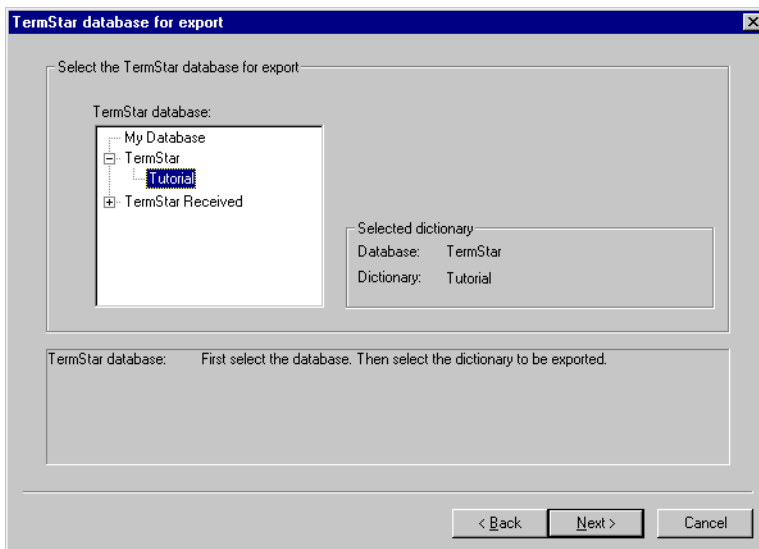 TermStar database for export
Select the TermStar database for export
TermStar database:
My Database
TermStar
Tutorial
TermStar Received
Selected dictionary
Database: TermStar
Dictionary: Tutorial
TermStar database: First select the database. Then select the dictionary to be exported.
< Back Next > Cancel